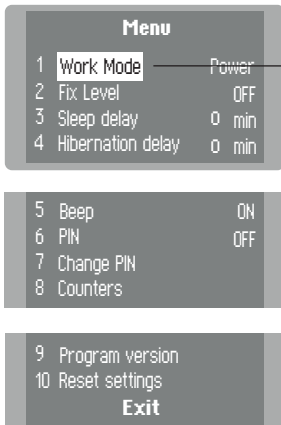 Menu
1 Work Mode Power
2 Fix Level OFF
3 Sleep delay 0 min
4 Hibernation delay 0 min
5 Beep ON
6 PIN OFF
7 Change PIN
8 Counters
9 Program version
10 Reset settings
Exit